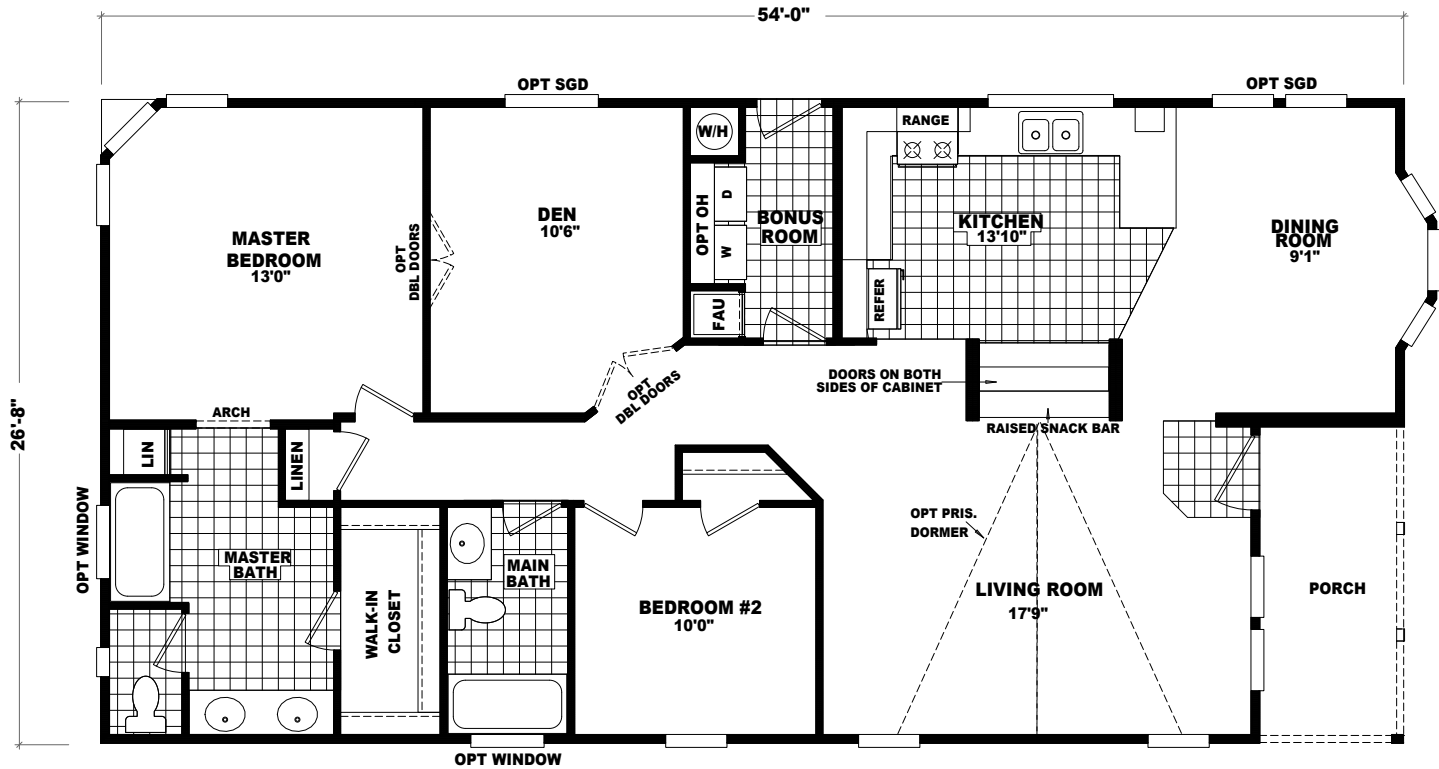 54'-0"
OPT SGD
OPT SGD
26'-8"
MASTER
BEDROOM
13'0"
OPT
DBL DOORS
DEN
10'6"
W/H
OPT OH
D
W
FAU
BONUS
ROOM
RANGE
KITCHEN
13'10"
REFER
DINING
ROOM
9'1"
DOORS ON BOTH
SIDES OF CABINET
RAISED SNACK BAR
OPT
DBL DOORS
ARCH
LIN
LINEN
OPT WINDOW
MASTER
BATH
WALK-IN
CLOSET
MAIN
BATH
BEDROOM #2
10'0"
OPT PRIS.
DORMER
LIVING ROOM
17'9"
PORCH
OPT WINDOW